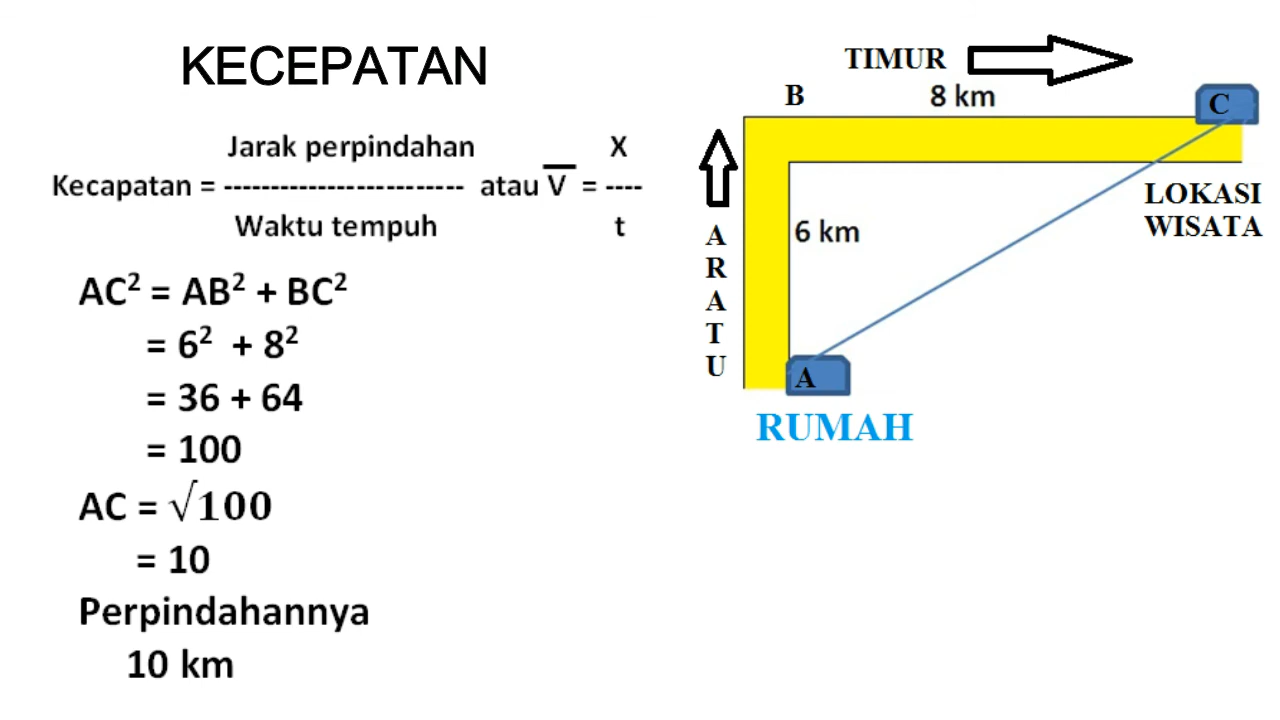 KECEPATAN
Jarak perpindahan X
Kecapatan = -------------------------- atau V = ----
Waktu tempuh t
AC² = AB² + BC²
= 6² + 8²
= 36 + 64
= 100
AC = √100
= 10
Perpindahannya
10 km
TIMUR
B 8 km
C
LOKASI
WISATA
A
R
A
T
U
6 km
A
RUMAH